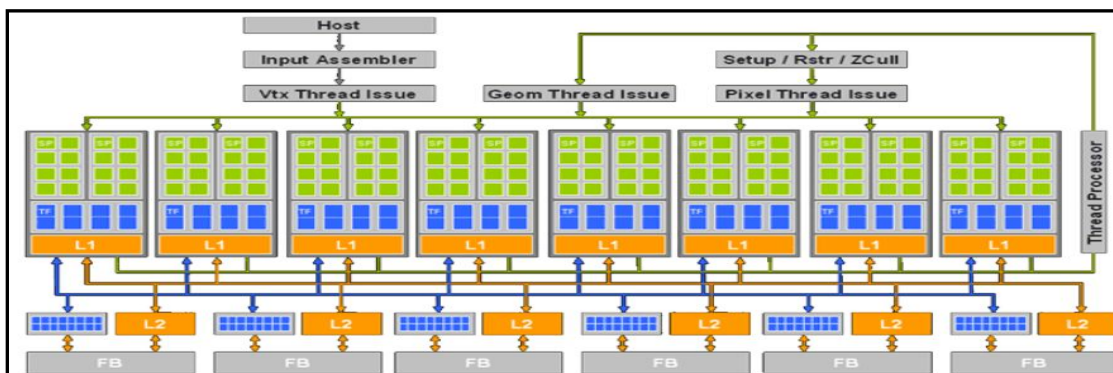 Host
Input Assembler
Setup / Rstr / ZCull
Vtx Thread Issue
Geom Thread Issue
Pixel Thread Issue
SP SP SP SP SP SP SP SP SP SP SP SP SP SP SP SP
Thread Processor
TF TF TF TF TF TF TF TF
L1 L1 L1 L1 L1 L1 L1 L1
L2 L2 L2 L2 L2 L2
FB FB FB FB FB FB